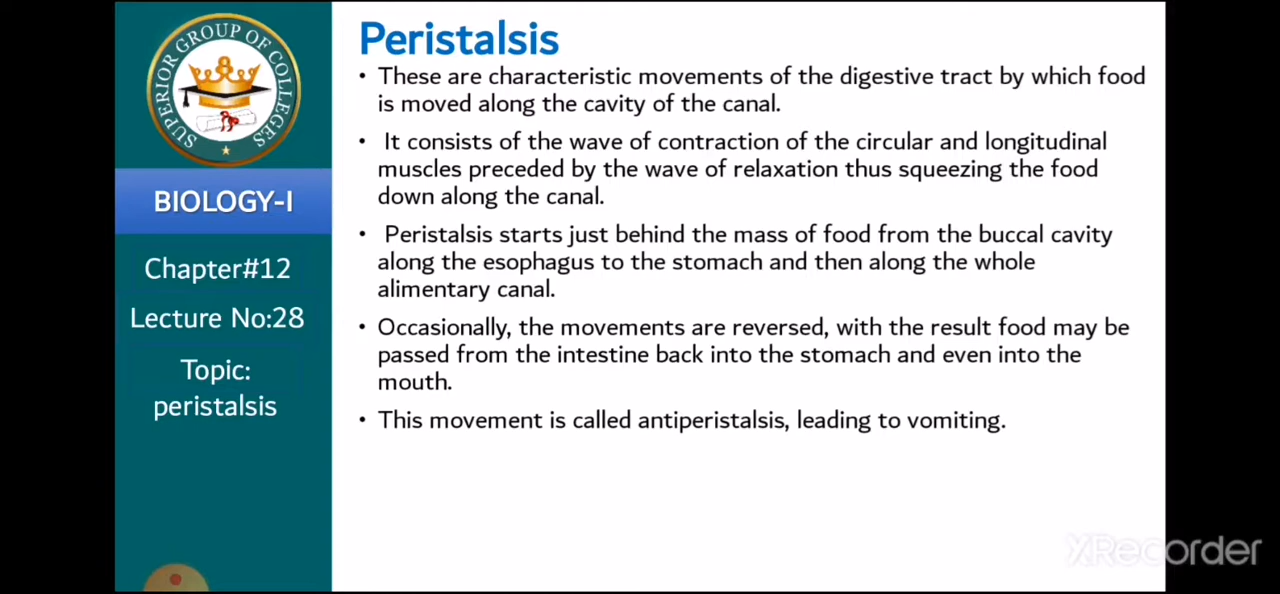 SUPERIOR GROUP OF COLLEGES
BIOLOGY-I
Chapter#12
Lecture No:28
Topic:
peristalsis
Peristalsis
• These are characteristic movements of the digestive tract by which food
is moved along the cavity of the canal.
• It consists of the wave of contraction of the circular and longitudinal
muscles preceded by the wave of relaxation thus squeezing the food
down along the canal.
• Peristalsis starts just behind the mass of food from the buccal cavity
along the esophagus to the stomach and then along the whole
alimentary canal.
• Occasionally, the movements are reversed, with the result food may be
passed from the intestine back into the stomach and even into the
mouth.
• This movement is called antiperistalsis, leading to vomiting.
XRecorder